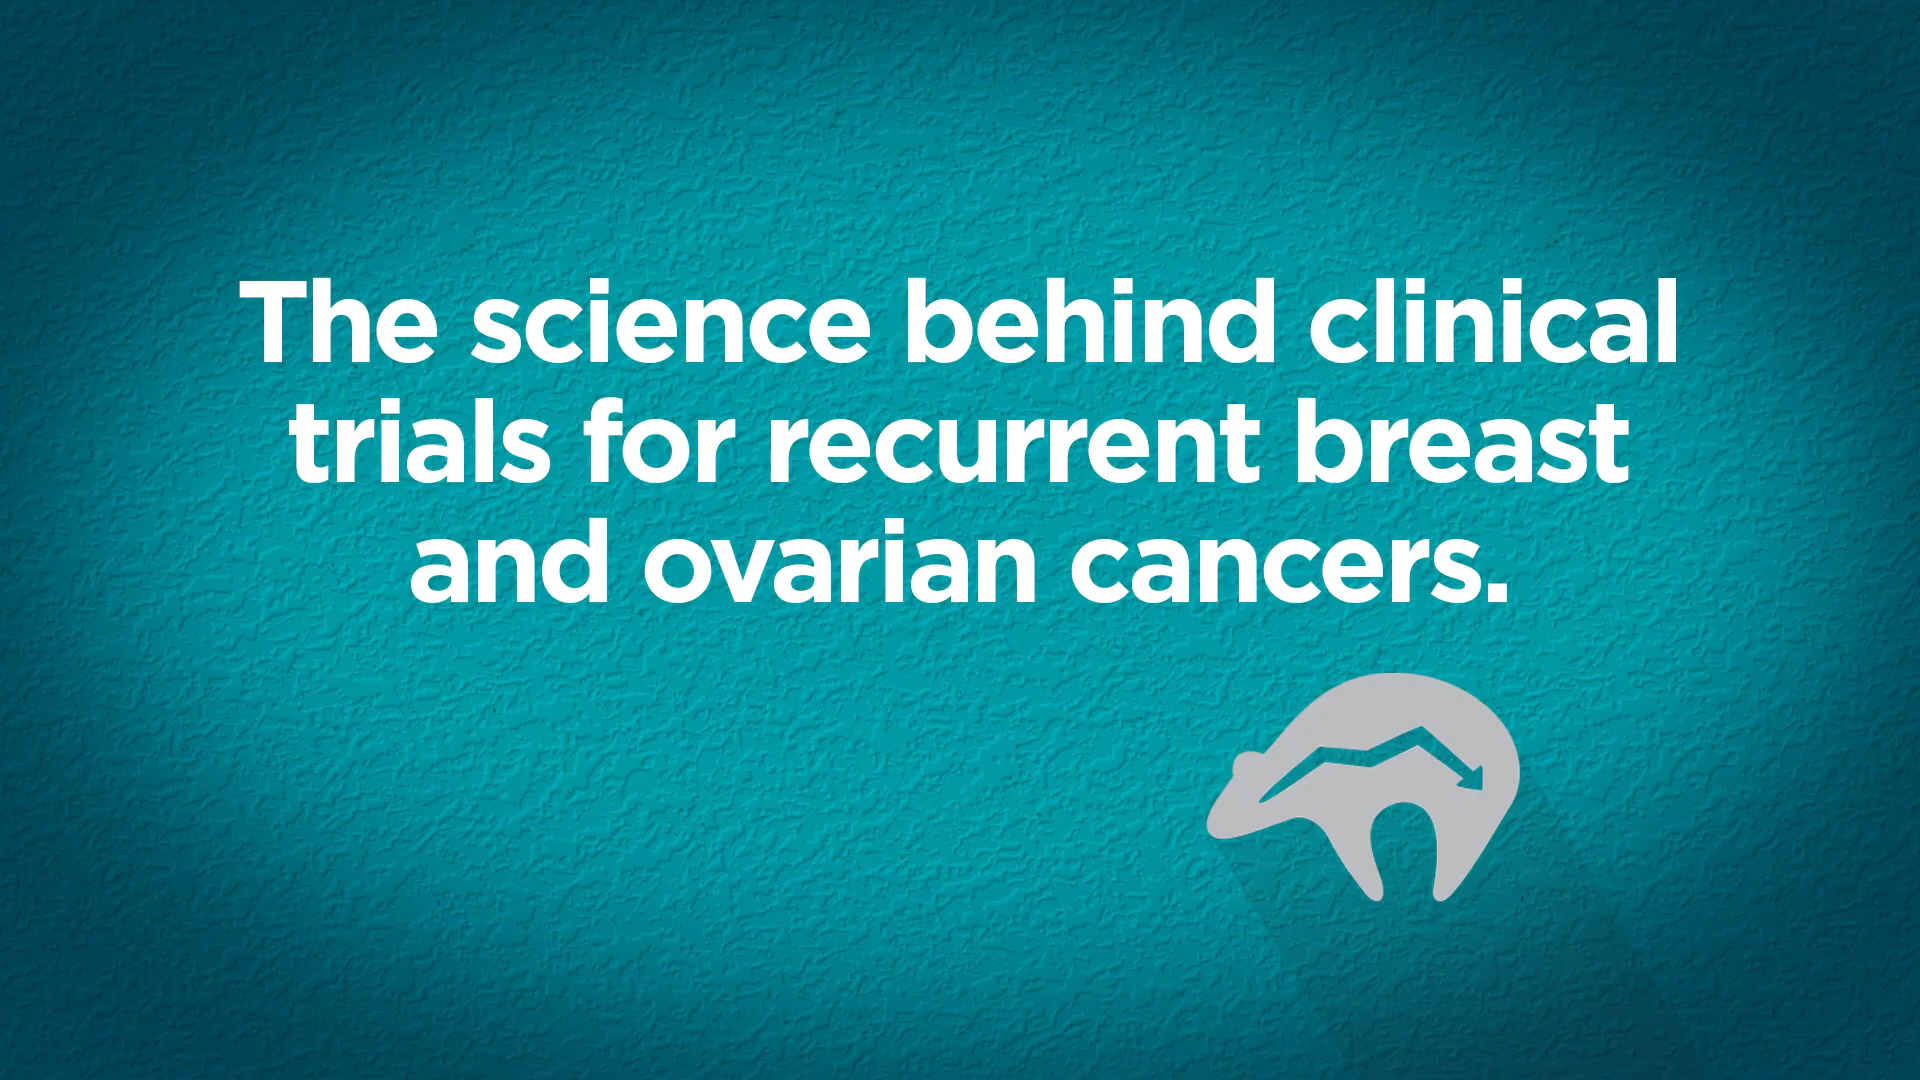 The science behind clinical
trials for recurrent breast
and ovarian cancers.